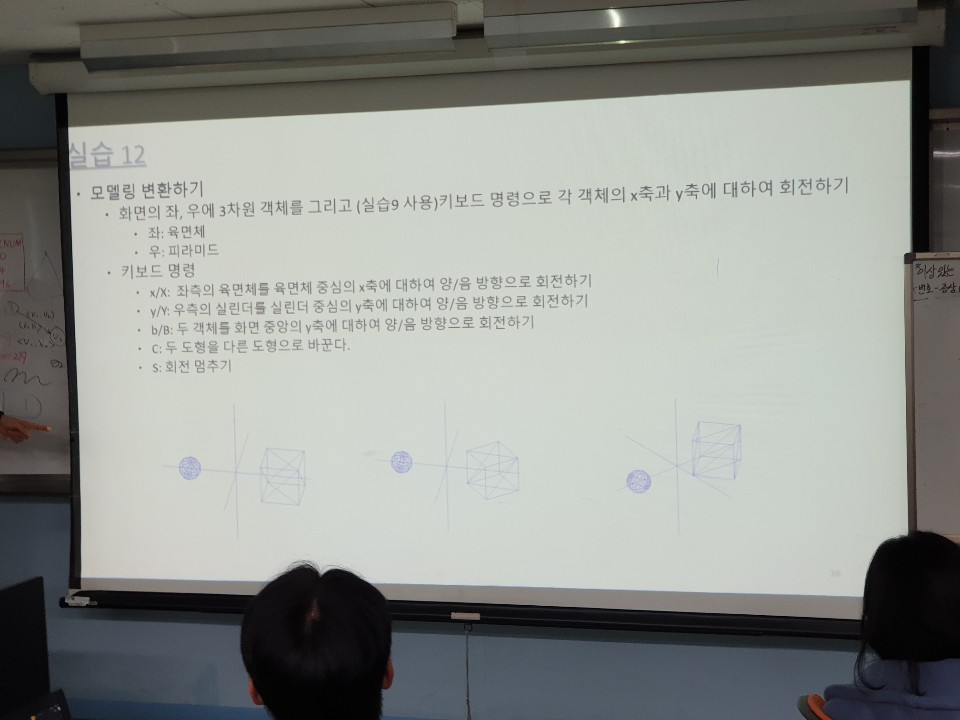 실습 12
• 모델링 변환하기
• 화면의 좌, 우에 3차원 객체를 그리고 (실습9 사용)키보드 명령으로 각 객체의 x축과 y축에 대하여 회전하기
• 좌: 육면체
• 우: 피라미드
• 키보드 명령
• x/X: 좌측의 육면체를 육면체 중심의 x축에 대하여 양/음 방향으로 회전하기
• y/Y: 우측의 실린더를 실린더 중심의 y축에 대하여 양/음 방향으로 회전하기
• b/B: 두 객체를 화면 중앙의 y축에 대하여 양/음 방향으로 회전하기
• C: 두 도형을 다른 도형으로 바꾼다.
• S: 회전 멈추기
이상 있는